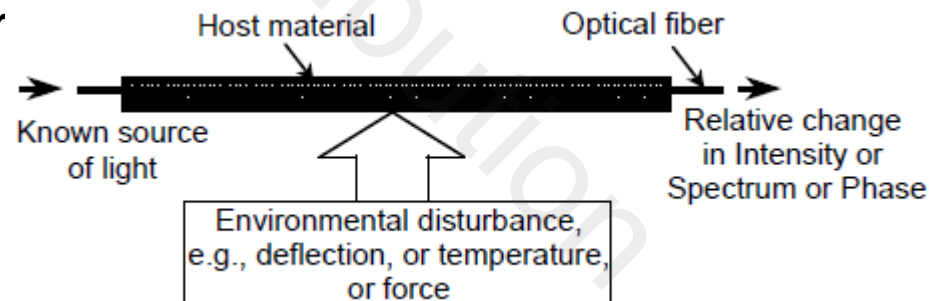 r
Host material
Optical fiber
Known source
of light
Relative change
in Intensity or
Spectrum or Phase
Environmental disturbance,
e.g., deflection, or temperature,
or force
bution